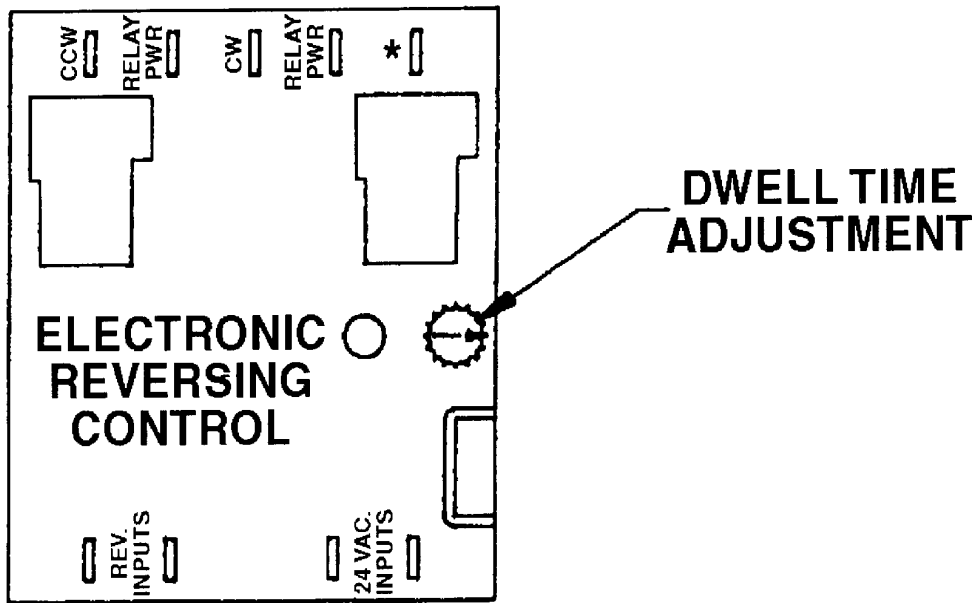 CCW
RELAY
PWR
CW
RELAY
PWR
*
DWELL TIME
ADJUSTMENT
ELECTRONIC
REVERSING
CONTROL
REV.
INPUTS
24 VAC.
INPUTS